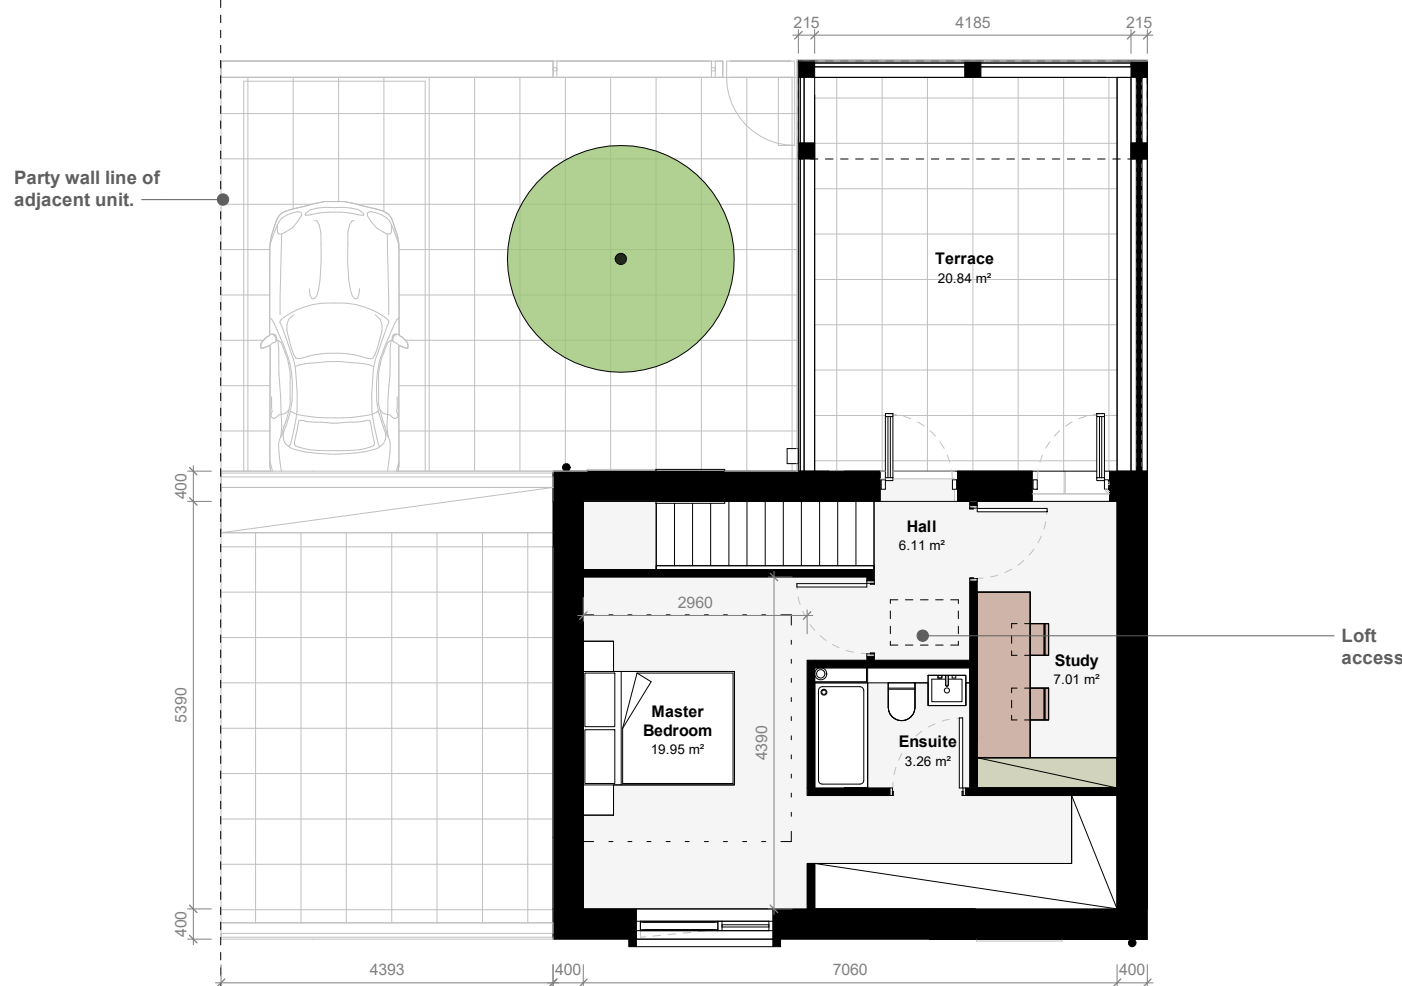 215
4185
215
Party wall line of
adjacent unit.
Terrace
20.84 m²
400
Hall
6.11 m²
2960
Loft
access
Study
7.01 m²
5390
Master
Bedroom
19.95 m²
4390
Ensuite
3.26 m²
400
4393
400
7060
400